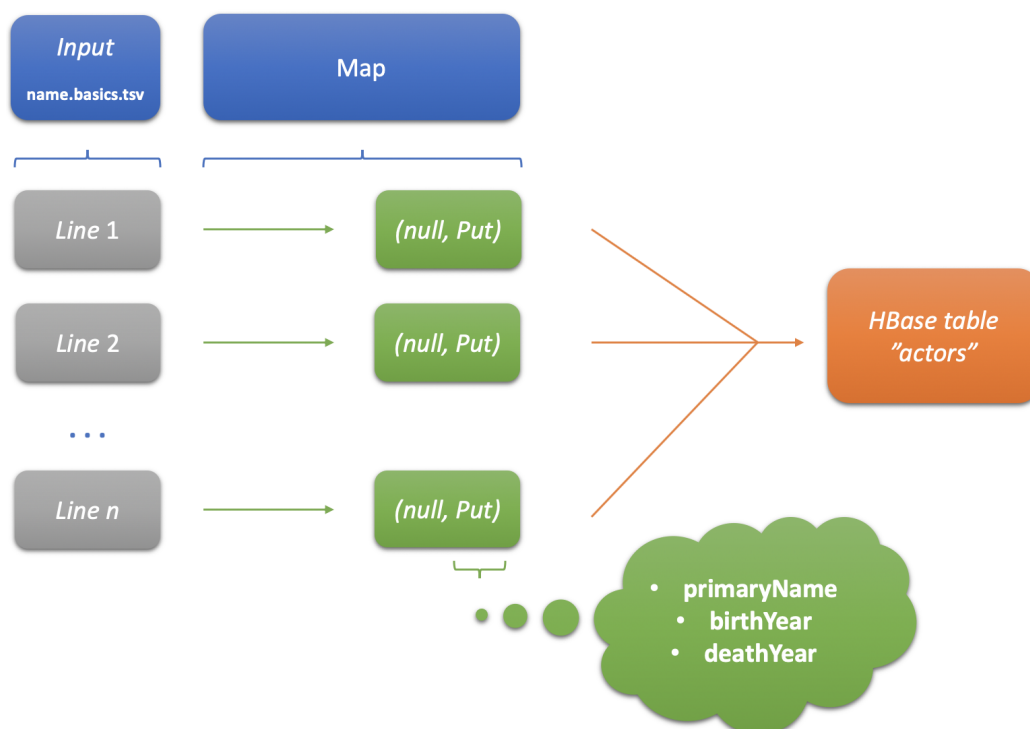 Input
name.basics.tsv
Map
Line 1
(null, Put)
Line 2
(null, Put)
...
Line n
(null, Put)
HBase table
”actors”
• primaryName
• birthYear
• deathYear